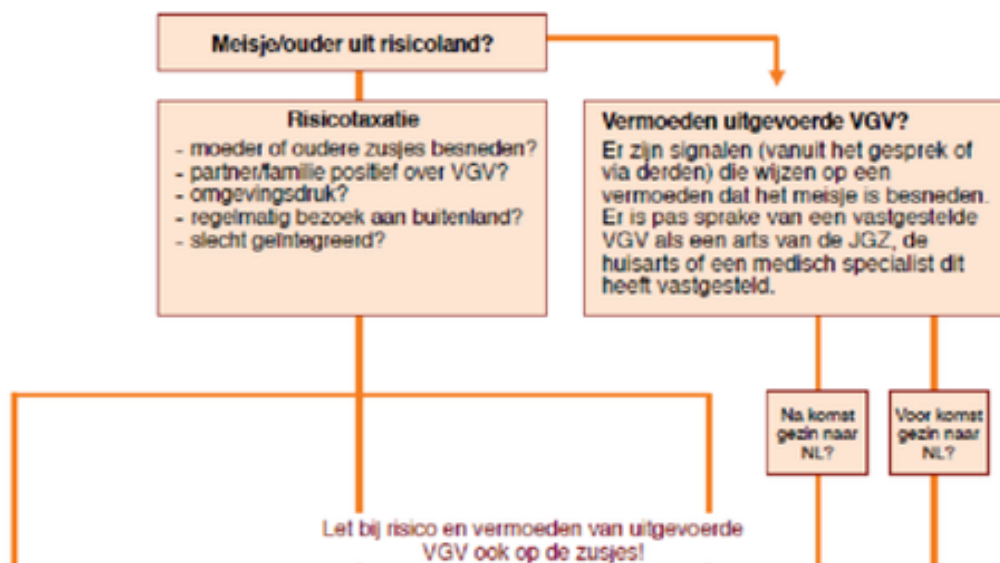 Meisje/ouder uit risicoland?
Risicotaxatie
- moeder of oudere zusjes besneden?
- partner/familie positief over VGV?
- omgevingsdruk?
- regelmatig bezoek aan buitenland?
- slecht geïntegreerd?
Vermoeden uitgevoerde VGV?
Er zijn signalen (vanuit het gesprek of
via derden) die wijzen op een
vermoeden dat het meisje is besneden.
Er is pas sprake van een vastgestelde
VGV als een arts van de JGZ, de
huisarts of een medisch specialist dit
heeft vastgesteld.
Na komst
gezin naar
NL?
Voor komst
gezin naar
NL?
Let bij risico en vermoeden van uitgevoerde
VGV ook op de zusjes!